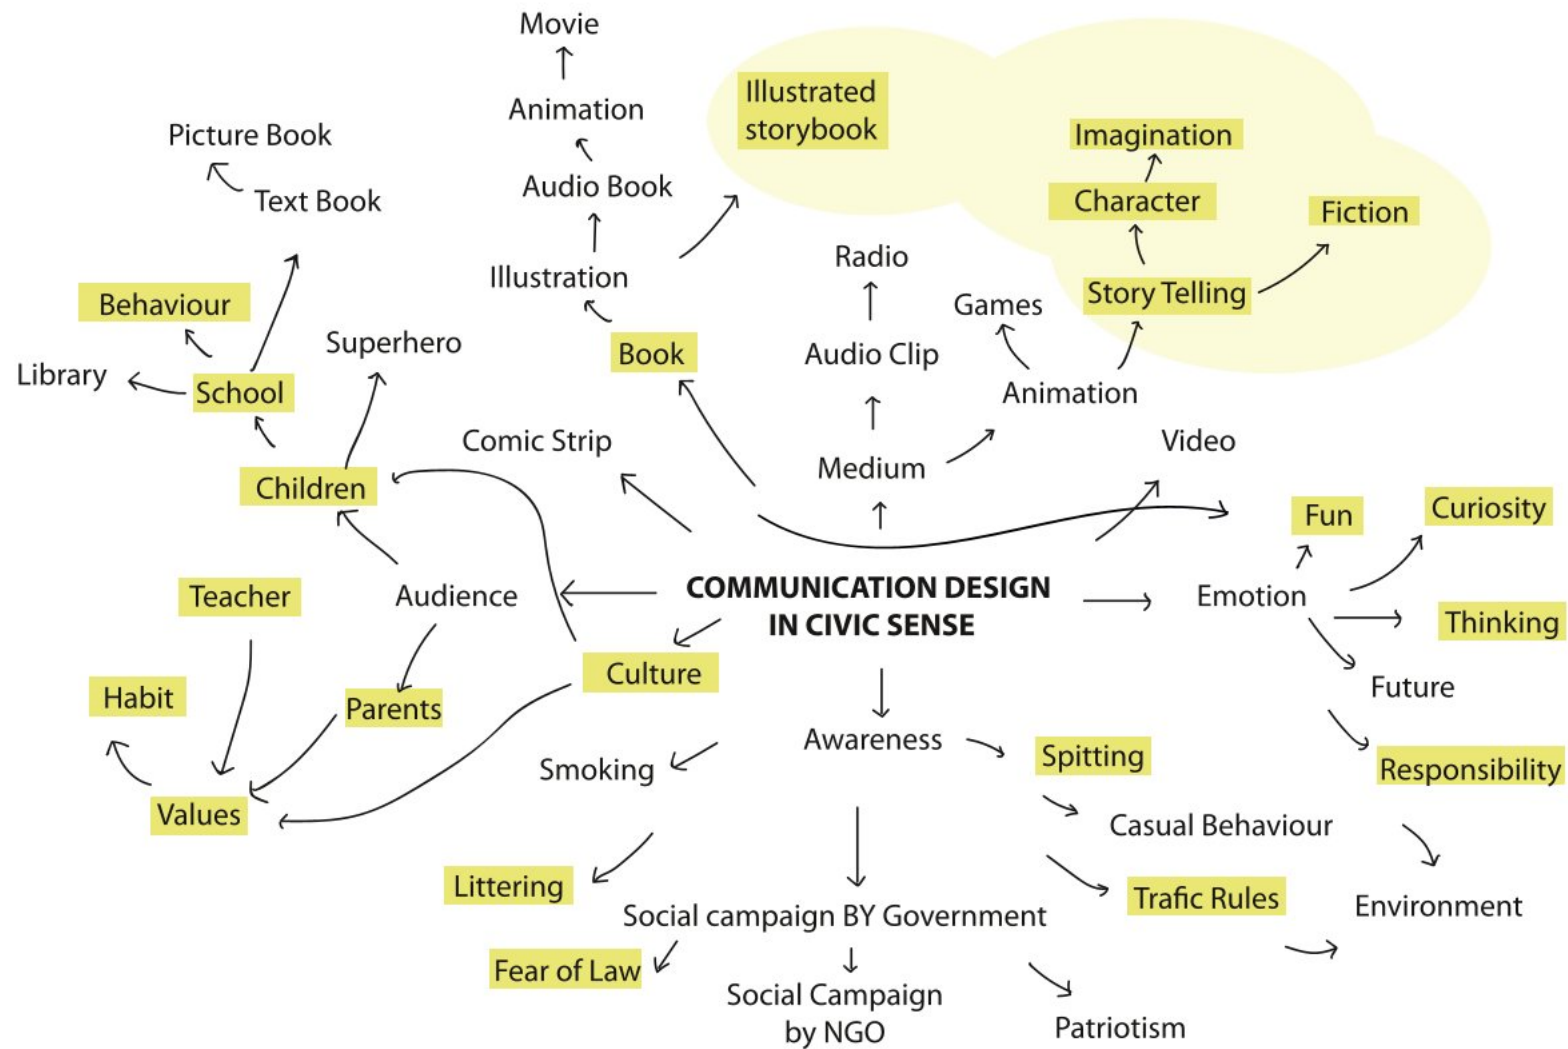 Movie
Animation
Audio Book
Illustration
Book
Illustrated
storybook
Imagination
Character
Fiction
Story Telling
Picture Book
Text Book
Behaviour
Library
School
Superhero
Children
Comic Strip
Radio
Audio Clip
Medium
Games
Animation
Video
Fun
Curiosity
Emotion
Thinking
Future
Responsibility
Environment
COMMUNICATION DESIGN
IN CIVIC SENSE
Audience
Teacher
Culture
Parents
Habit
Values
Awareness
Smoking
Spitting
Casual Behaviour
Littering
Trafic Rules
Social campaign BY Government
Fear of Law
Social Campaign
by NGO
Patriotism